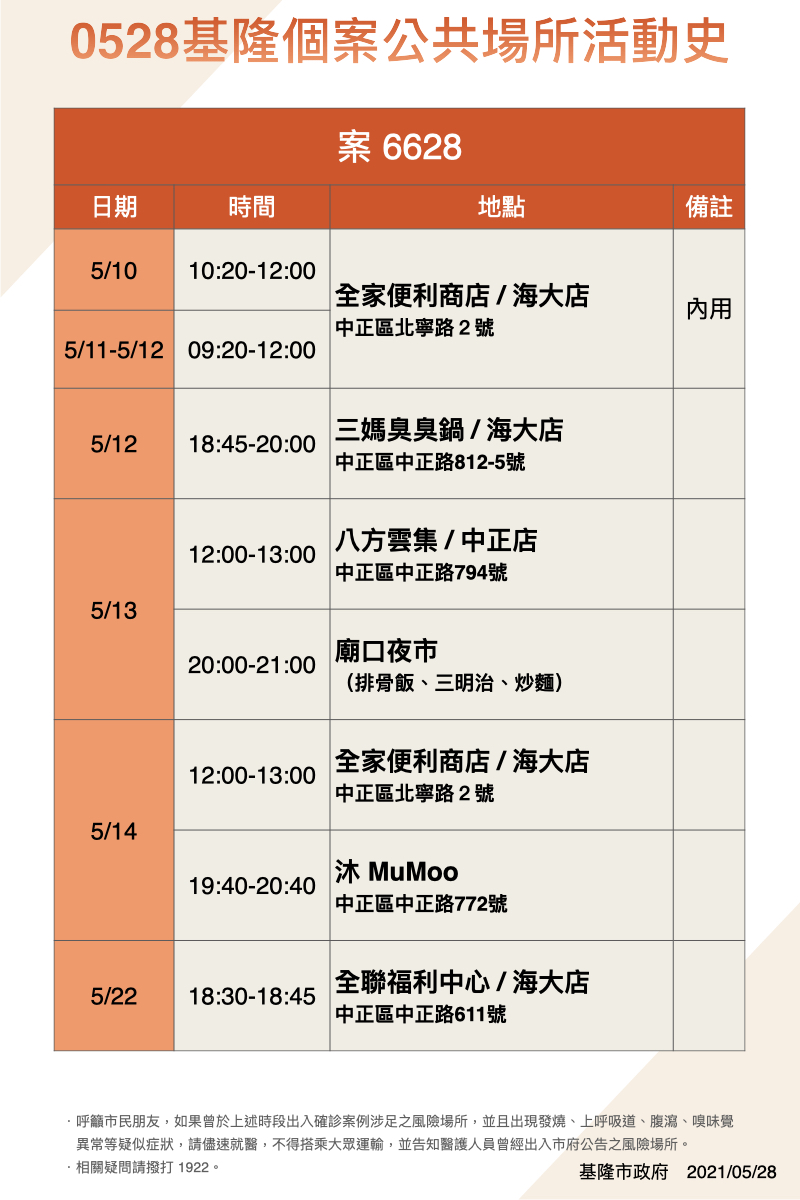 0528基隆個案公共場所活動史
案 6628
日期 時間 地點 備註
5/10 10:20-12:00
全家便利商店 / 海大店
中正區北寧路 2 號
內用
5/11-5/12 09:20-12:00
5/12 18:45-20:00
三媽臭臭鍋 / 海大店
中正區中正路812-5號
5/13
12:00-13:00
八方雲集 / 中正店
中正區中正路794號
20:00-21:00
廟口夜市
（排骨飯、三明治、炒麵）
5/14
12:00-13:00
全家便利商店 / 海大店
中正區北寧路 2 號
19:40-20:40
沐 MuMoo
中正區中正路772號
5/22 18:30-18:45
全聯福利中心 / 海大店
中正區中正路611號
· 呼籲市民朋友，如果曾於上述時段出入確診案例涉足之風險場所，並且出現發燒、上呼吸道、腹瀉、嗅味覺
異常等疑似症狀，請儘速就醫，不得搭乘大眾運輸，並告知醫護人員曾經出入市府公告之風險場所。
· 相關疑問請撥打 1922。
基隆市政府 2021/05/28